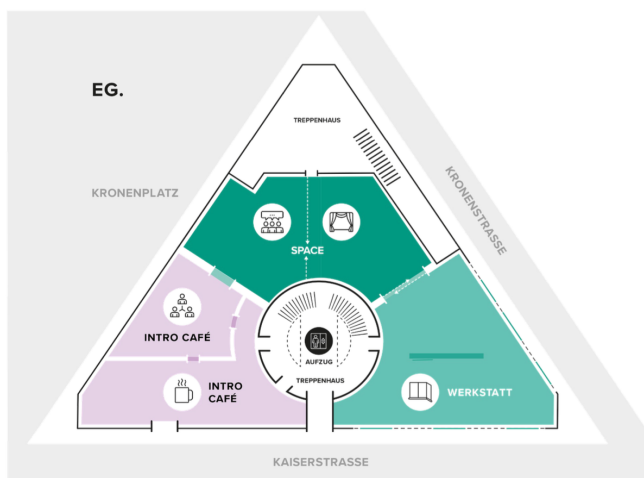 EG.
TREPPENHAUS
KRONENPLATZ
KRONENSTRASSE
SPACE
INTRO CAFÉ
AUFZUG
TREPPENHAUS
INTRO
CAFÉ
WERKSTATT
KAISERSTRASSE